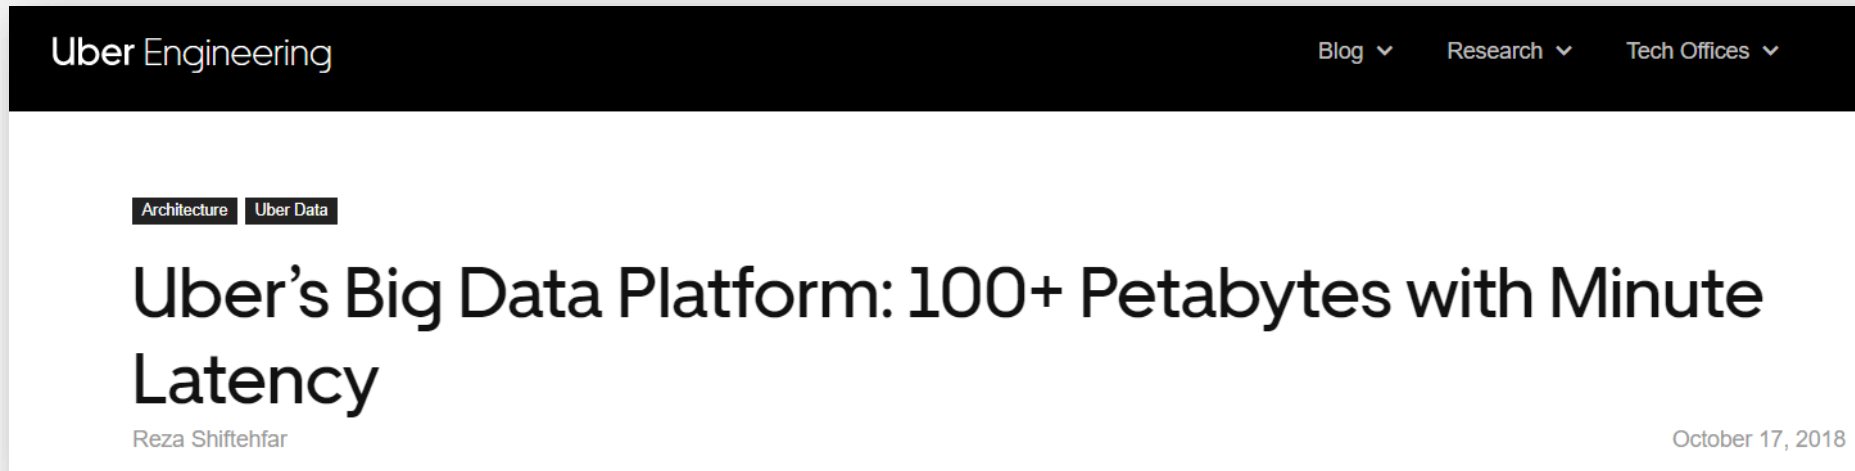 Uber Engineering
Blog Research Tech Offices
Architecture Uber Data
Uber’s Big Data Platform: 100+ Petabytes with Minute
Latency
Reza Shiftehfar October 17, 2018